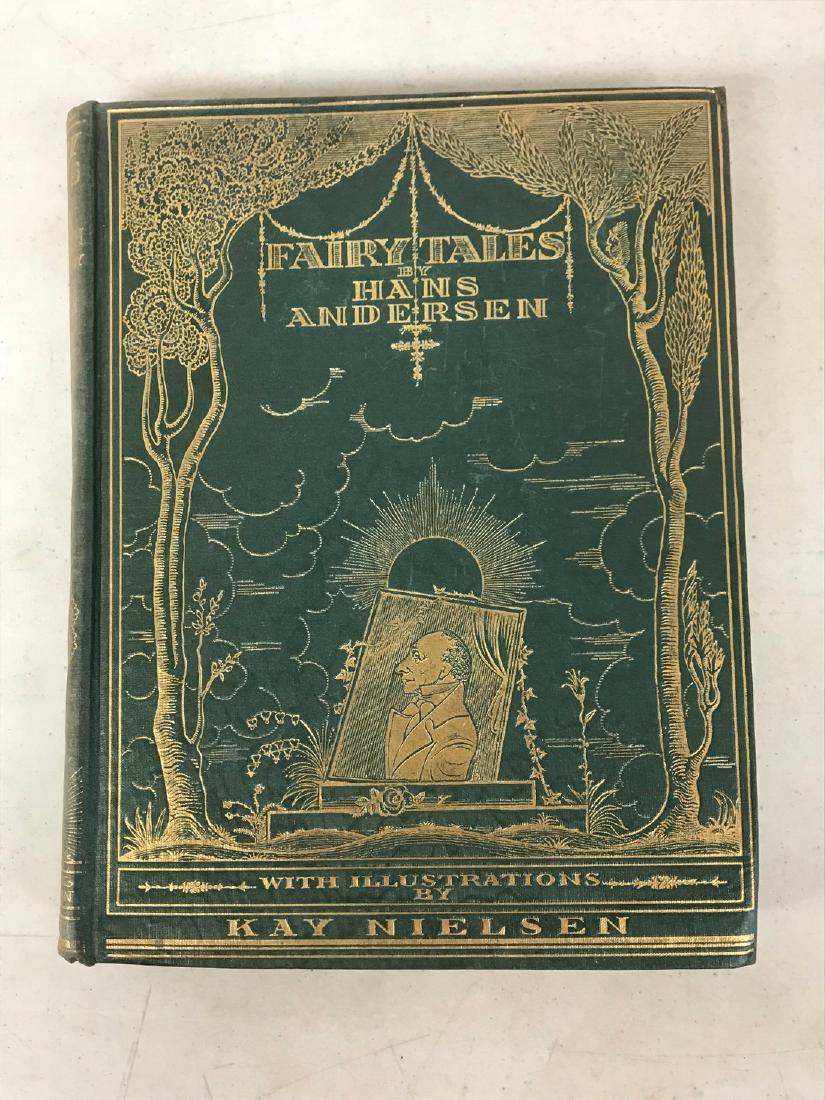 FAIRY TALES
BY
HANS
ANDERSEN
WITH ILLUSTRATIONS
BY
KAY NIELSEN